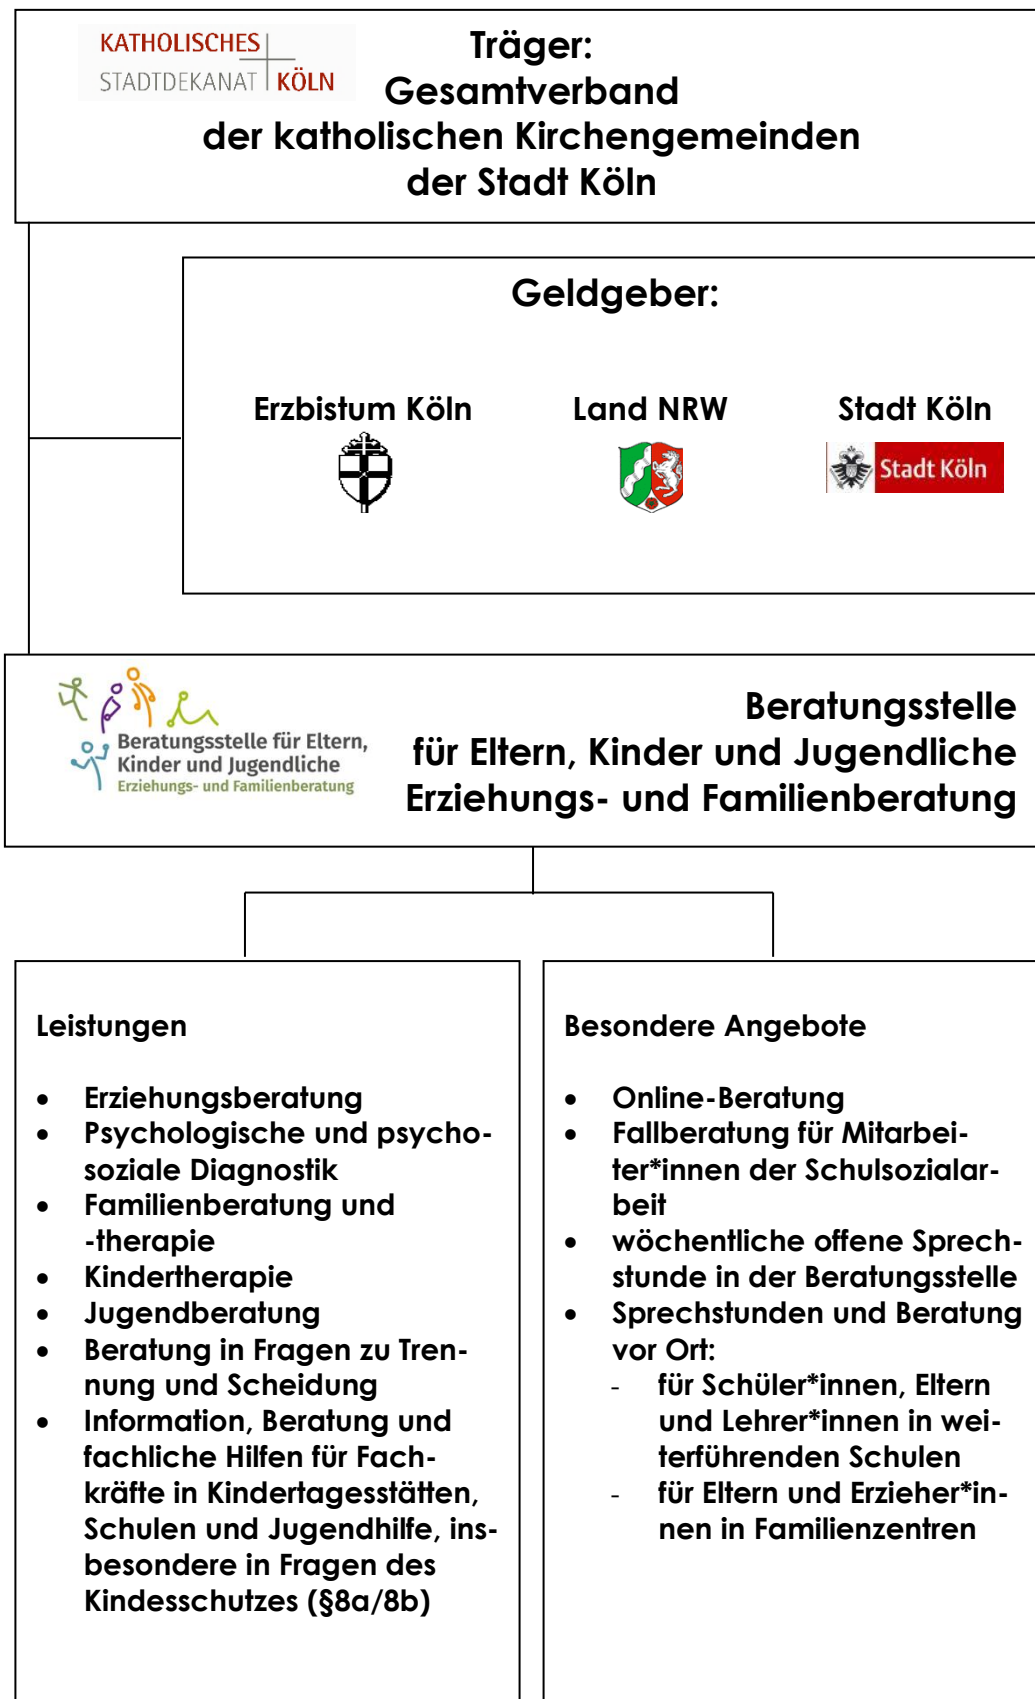 KATHOLISCHES
STADTDEKANAT KÖLN
Träger:
Gesamtverband
der katholischen Kirchengemeinden
der Stadt Köln
Geldgeber:
Erzbistum Köln
Land NRW
Stadt Köln
Stadt Köln
Beratungsstelle für Eltern,
Kinder und Jugendliche
Erziehungs- und Familienberatung
Beratungsstelle
für Eltern, Kinder und Jugendliche
Erziehungs- und Familienberatung
Leistungen
• Erziehungsberatung
• Psychologische und psycho-
soziale Diagnostik
• Familienberatung und
-therapie
• Kindertherapie
• Jugendberatung
• Beratung in Fragen zu Tren-
nung und Scheidung
• Information, Beratung und
fachliche Hilfen für Fach-
kräfte in Kindertagesstätten,
Schulen und Jugendhilfe, ins-
besondere in Fragen des
Kindesschutzes (§8a/8b)
Besondere Angebote
• Online-Beratung
• Fallberatung für Mitarbei-
ter*innen der Schulsozialar-
beit
• wöchentliche offene Sprech-
stunde in der Beratungsstelle
• Sprechstunden und Beratung
vor Ort:
- für Schüler*innen, Eltern
und Lehrer*innen in wei-
terführenden Schulen
- für Eltern und Erzieher*in-
nen in Familienzentren